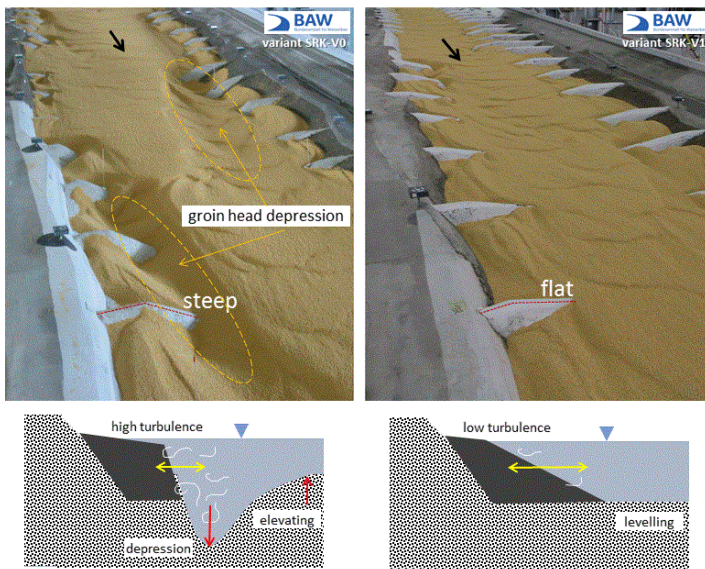 BAW
variant SRK-V0
groin head depression
steep
BAW
variant SRK-V1
flat
high turbulence
elevating
depression
low turbulence
levelling